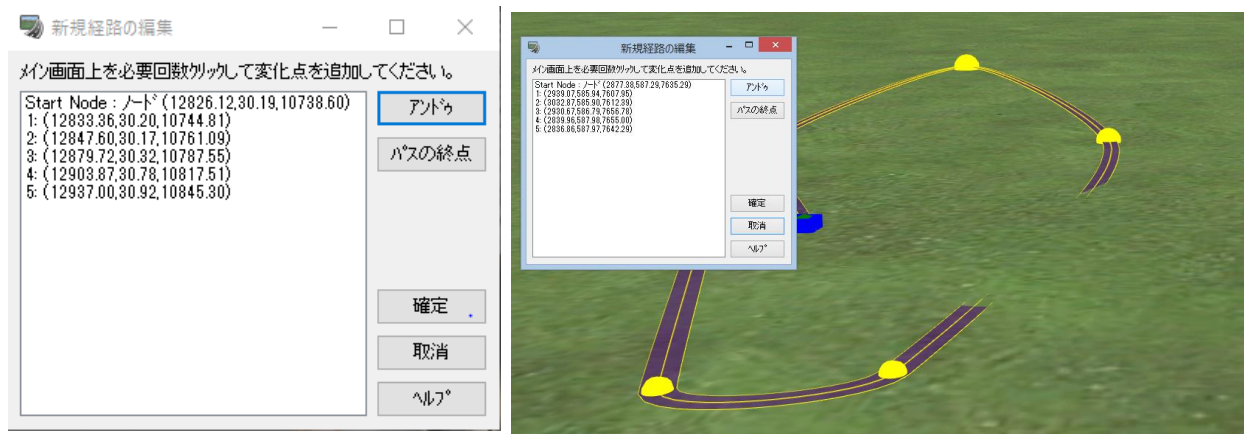 新規経路の編集
メイン画面上を必要回数クリックして変化点を追加してください。
Start Node : ノード (12826.12,30.19,10738.60)
1: (12833.36,30.20,10744.81)
2: (12847.60,30.17,10761.09)
3: (12879.72,30.32,10787.55)
4: (12903.87,30.78,10817.51)
5: (12937.00,30.92,10845.30)
アンドゥ
パスの終点
確定
取消
ヘルプ
新規経路の編集
メイン画面上を必要回数クリックして変化点を追加してください。
Start Node : ノード (2877.38,587.29,7635.29)
1: (2939.07,585.94,7607.95)
2: (3032.87,585.90,7612.39)
3: (2930.67,586.79,7656.78)
4: (2839.96,587.98,7655.00)
5: (2836.86,587.97,7642.29)
アンドゥ
パスの終点
確定
取消
ヘルプ